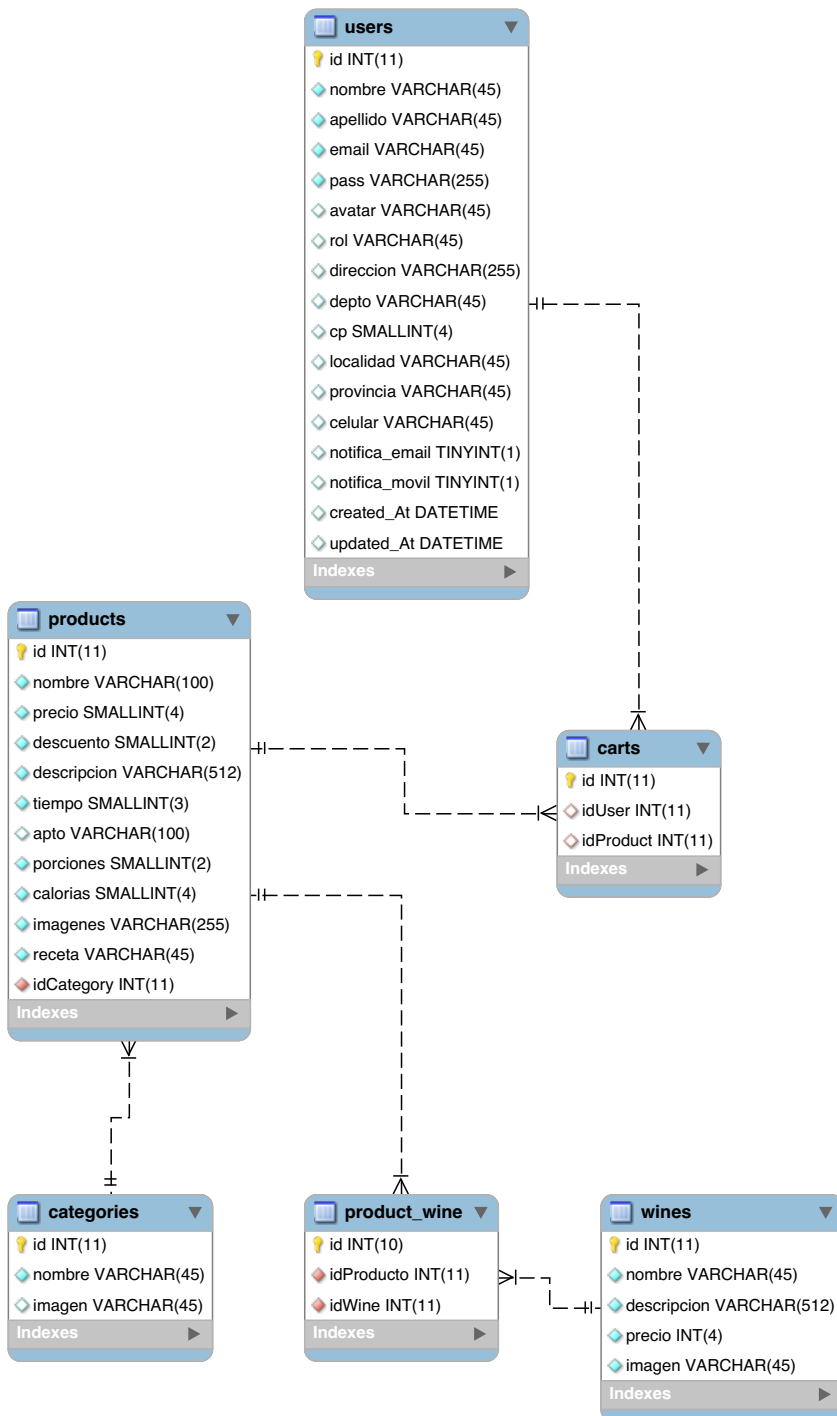 users
id INT(11)
nombre VARCHAR(45)
apellido VARCHAR(45)
email VARCHAR(45)
pass VARCHAR(255)
avatar VARCHAR(45)
rol VARCHAR(45)
direccion VARCHAR(255)
depto VARCHAR(45)
cp SMALLINT(4)
localidad VARCHAR(45)
provincia VARCHAR(45)
celular VARCHAR(45)
notifica_email TINYINT(1)
notifica_movil TINYINT(1)
created_At DATETIME
updated_At DATETIME
Indexes
products
id INT(11)
nombre VARCHAR(100)
precio SMALLINT(4)
descuento SMALLINT(2)
descripcion VARCHAR(512)
tiempo SMALLINT(3)
apto VARCHAR(100)
porciones SMALLINT(2)
calorias SMALLINT(4)
imagenes VARCHAR(255)
receta VARCHAR(45)
idCategory INT(11)
Indexes
carts
id INT(11)
idUser INT(11)
idProduct INT(11)
Indexes
categories
id INT(11)
nombre VARCHAR(45)
imagen VARCHAR(45)
Indexes
product_wine
id INT(10)
idProducto INT(11)
idWine INT(11)
Indexes
wines
id INT(11)
nombre VARCHAR(45)
descripcion VARCHAR(512)
precio INT(4)
imagen VARCHAR(45)
Indexes